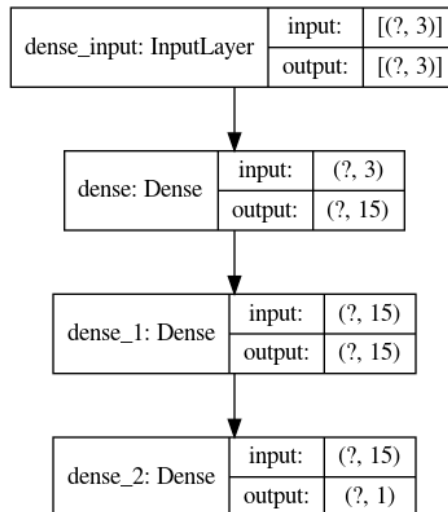 dense_input: InputLayer
input: [(?, 3)]
output: [(?, 3)]
dense: Dense
input: (?, 3)
output: (?, 15)
dense_1: Dense
input: (?, 15)
output: (?, 15)
dense_2: Dense
input: (?, 15)
output: (?, 1)